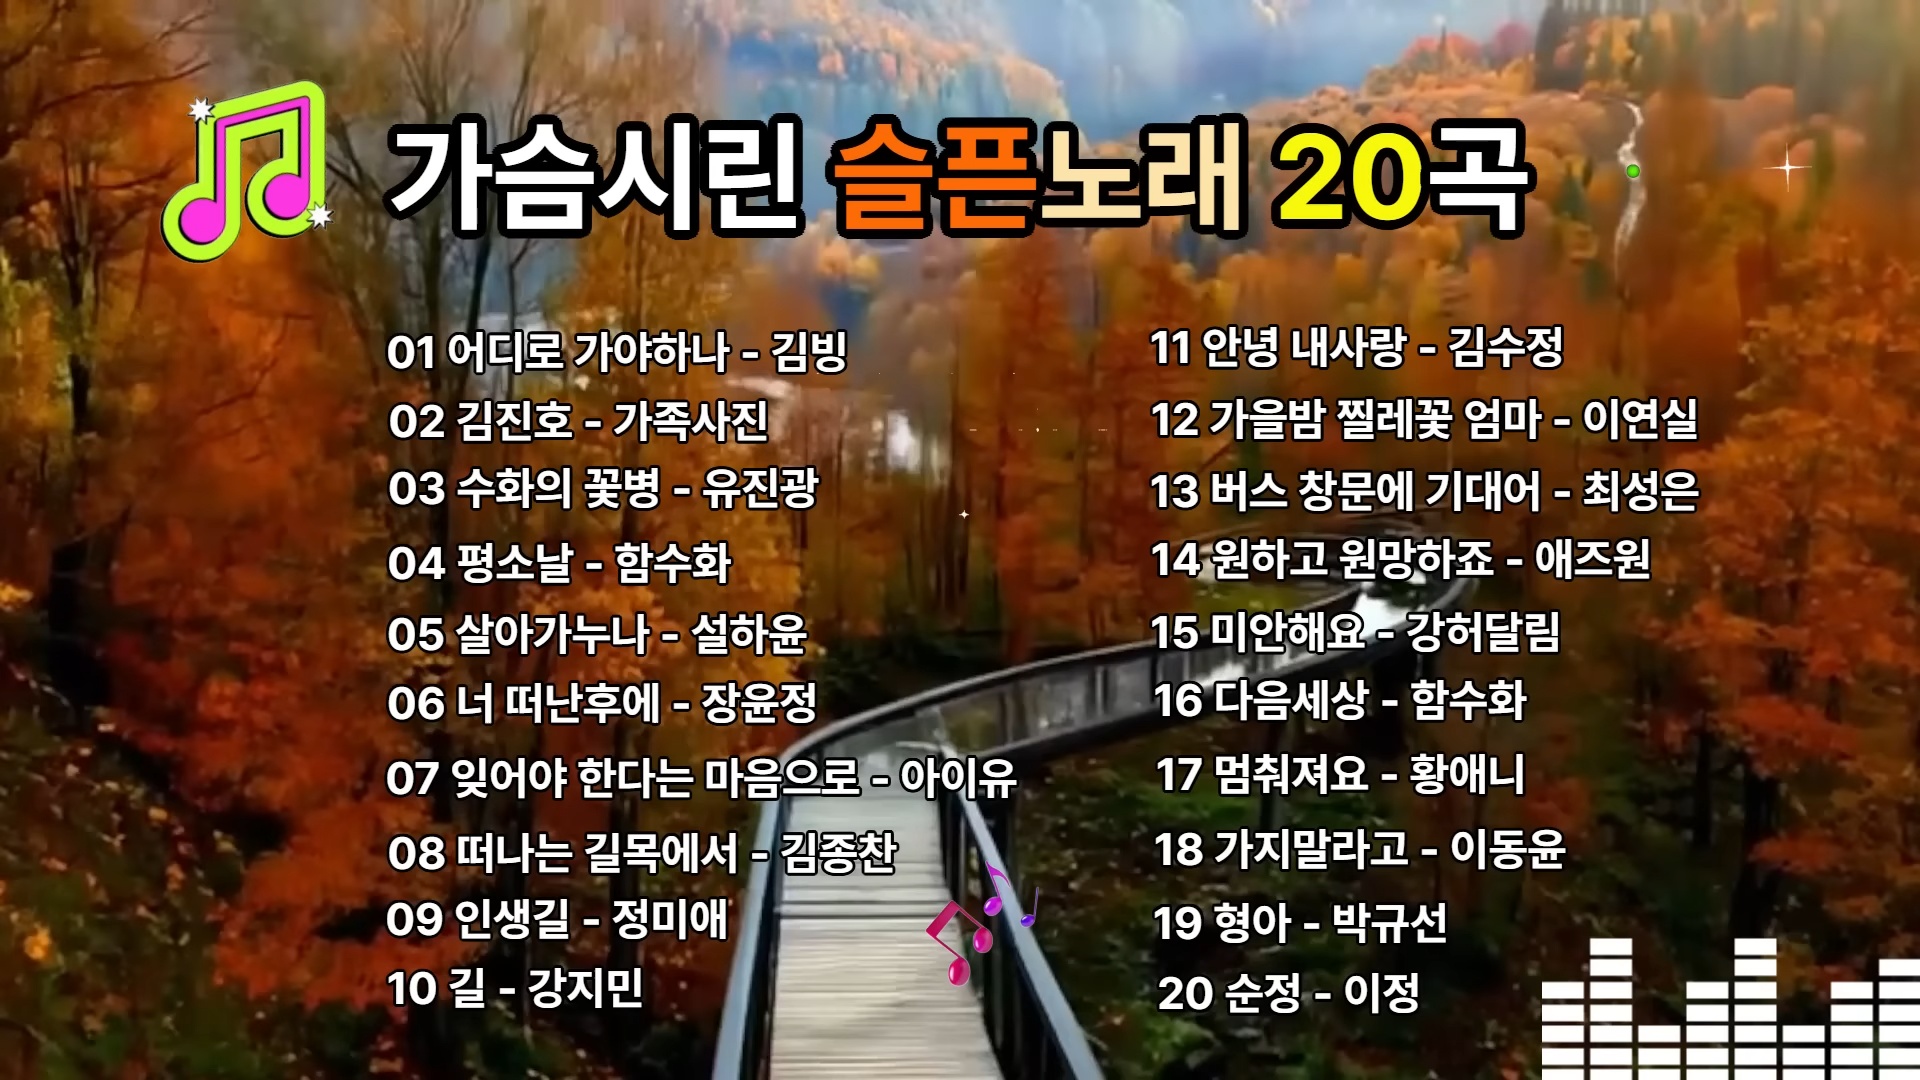 가슴시린 슬픈노래 20곡
01 어디로 가야하나 - 김빙
02 김진호 - 가족사진
03 수화의 꽃병 - 유진광
04 평소날 - 함수화
05 살아가누나 - 설하윤
06 너 떠난후에 - 장윤정
07 잊어야 한다는 마음으로 - 아이유
08 떠나는 길목에서 - 김종찬
09 인생길 - 정미애
10 길 - 강지민
11 안녕 내사랑 - 김수정
12 가을밤 찔레꽃 엄마 - 이연실
13 버스 창문에 기대어 - 최성은
14 원하고 원망하죠 - 애즈원
15 미안해요 - 강허달림
16 다음세상 - 함수화
17 멈춰져요 - 황애니
18 가지말라고 - 이동윤
19 형아 - 박규선
20 순정 - 이정